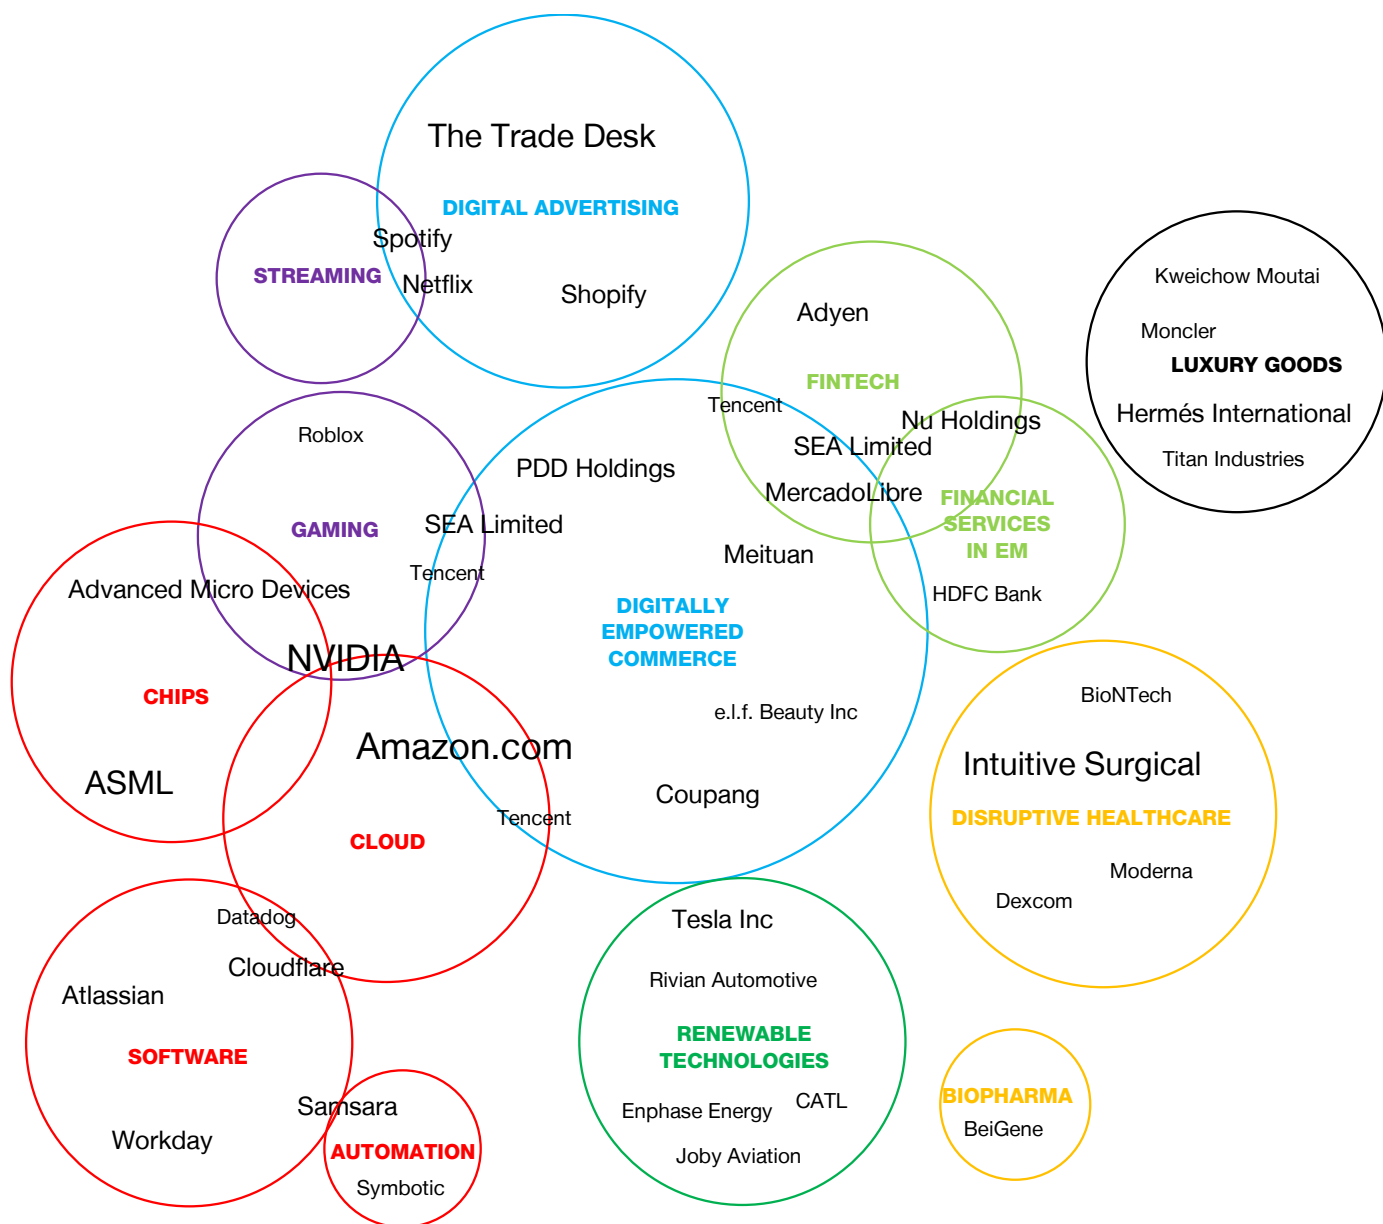 The Trade Desk
DIGITAL ADVERTISING
Spotify
STREAMING
Netflix
Shopify
Kweichow Moutai
Adyen
Moncler
LUXURY GOODS
FINTECH
Tencent
Nu Holdings
Hermés International
Roblox
SEA Limited
Titan Industries
PDD Holdings
MercadoLibre
FINANCIAL
SERVICES
IN EM
GAMING
SEA Limited
Meituan
Tencent
Advanced Micro Devices
HDFC Bank
DIGITALLY
EMPOWERED
COMMERCE
NVIDIA
CHIPS
BioNTech
e.l.f. Beauty Inc
Amazon.com
Intuitive Surgical
ASML
Coupang
Tencent
DISRUPTIVE HEALTHCARE
CLOUD
Moderna
Dexcom
Datadog
Tesla Inc
Cloudflare
Rivian Automotive
Atlassian
RENEWABLE
TECHNOLOGIES
SOFTWARE
BIOPHARMA
Samsara
Enphase Energy
CATL
BeiGene
Workday
AUTOMATION
Joby Aviation
Symbotic